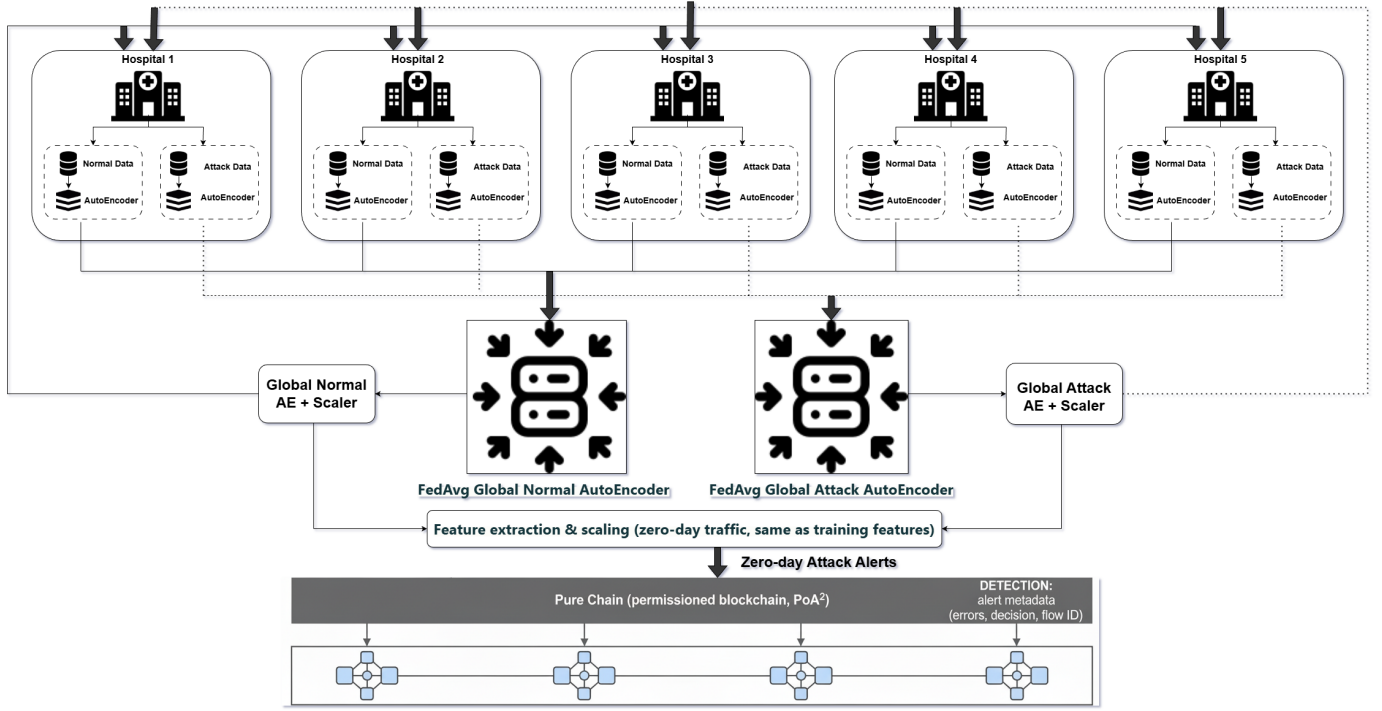 Hospital 1
Hospital 2
Hospital 3
Hospital 4
Hospital 5
Normal Data
AutoEncoder
Attack Data
AutoEncoder
Normal Data
AutoEncoder
Attack Data
AutoEncoder
Normal Data
AutoEncoder
Attack Data
AutoEncoder
Normal Data
AutoEncoder
Attack Data
AutoEncoder
Normal Data
AutoEncoder
Attack Data
AutoEncoder
Global Normal
AE + Scaler
Global Attack
AE + Scaler
FedAvg Global Normal AutoEncoder
FedAvg Global Attack AutoEncoder
Feature extraction & scaling (zero-day traffic, same as training features)
Zero-day Attack Alerts
Pure Chain (permissioned blockchain, PoA²)
DETECTION:
alert metadata
(errors, decision, flow ID)